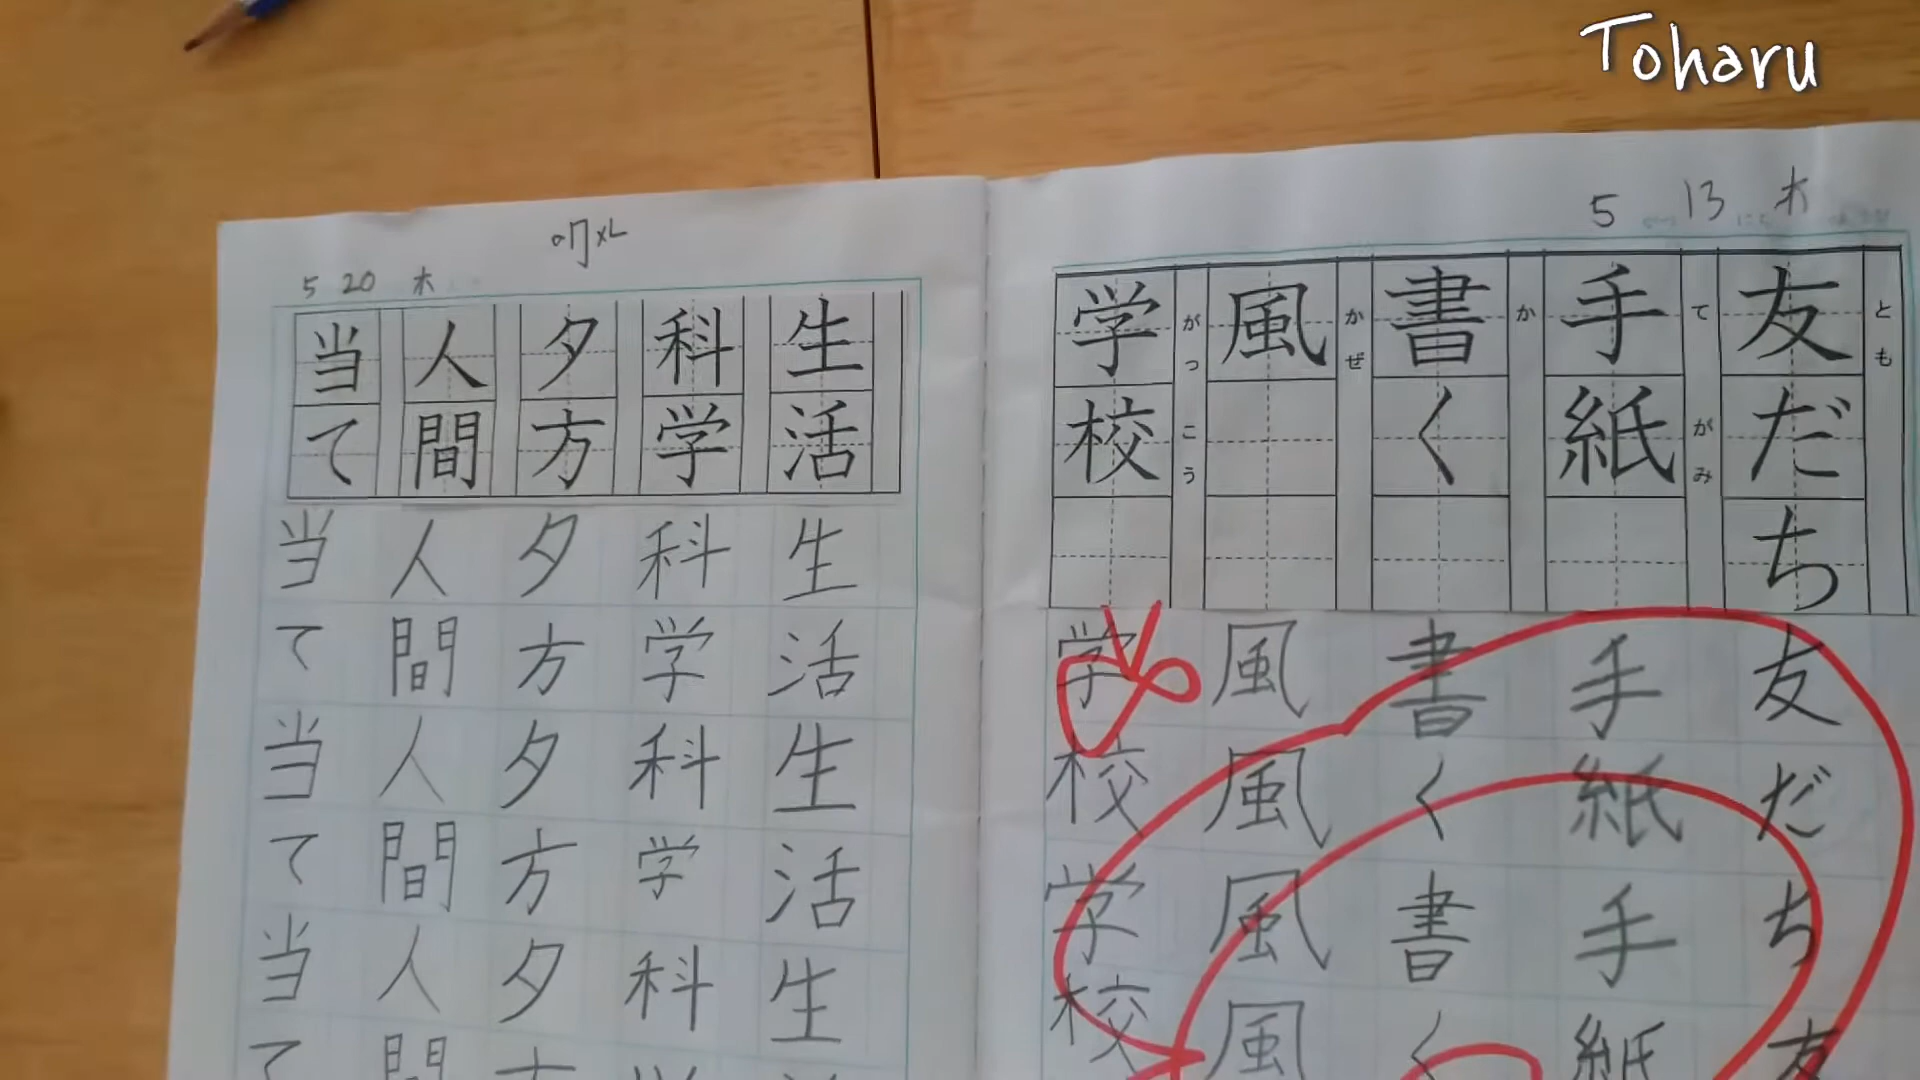 Toharu
5 13 木
とも
友だち
てがみ
手紙
か
書く
かぜ
風
がっこう
学校
友だち友
手紙手紙
書く書く
風風風風
学校学校
5 20 木
生活
科学
夕方
人間
当て
生活生活生
科学科学科学
夕方夕方夕方
人間人間人間
当て当て当て